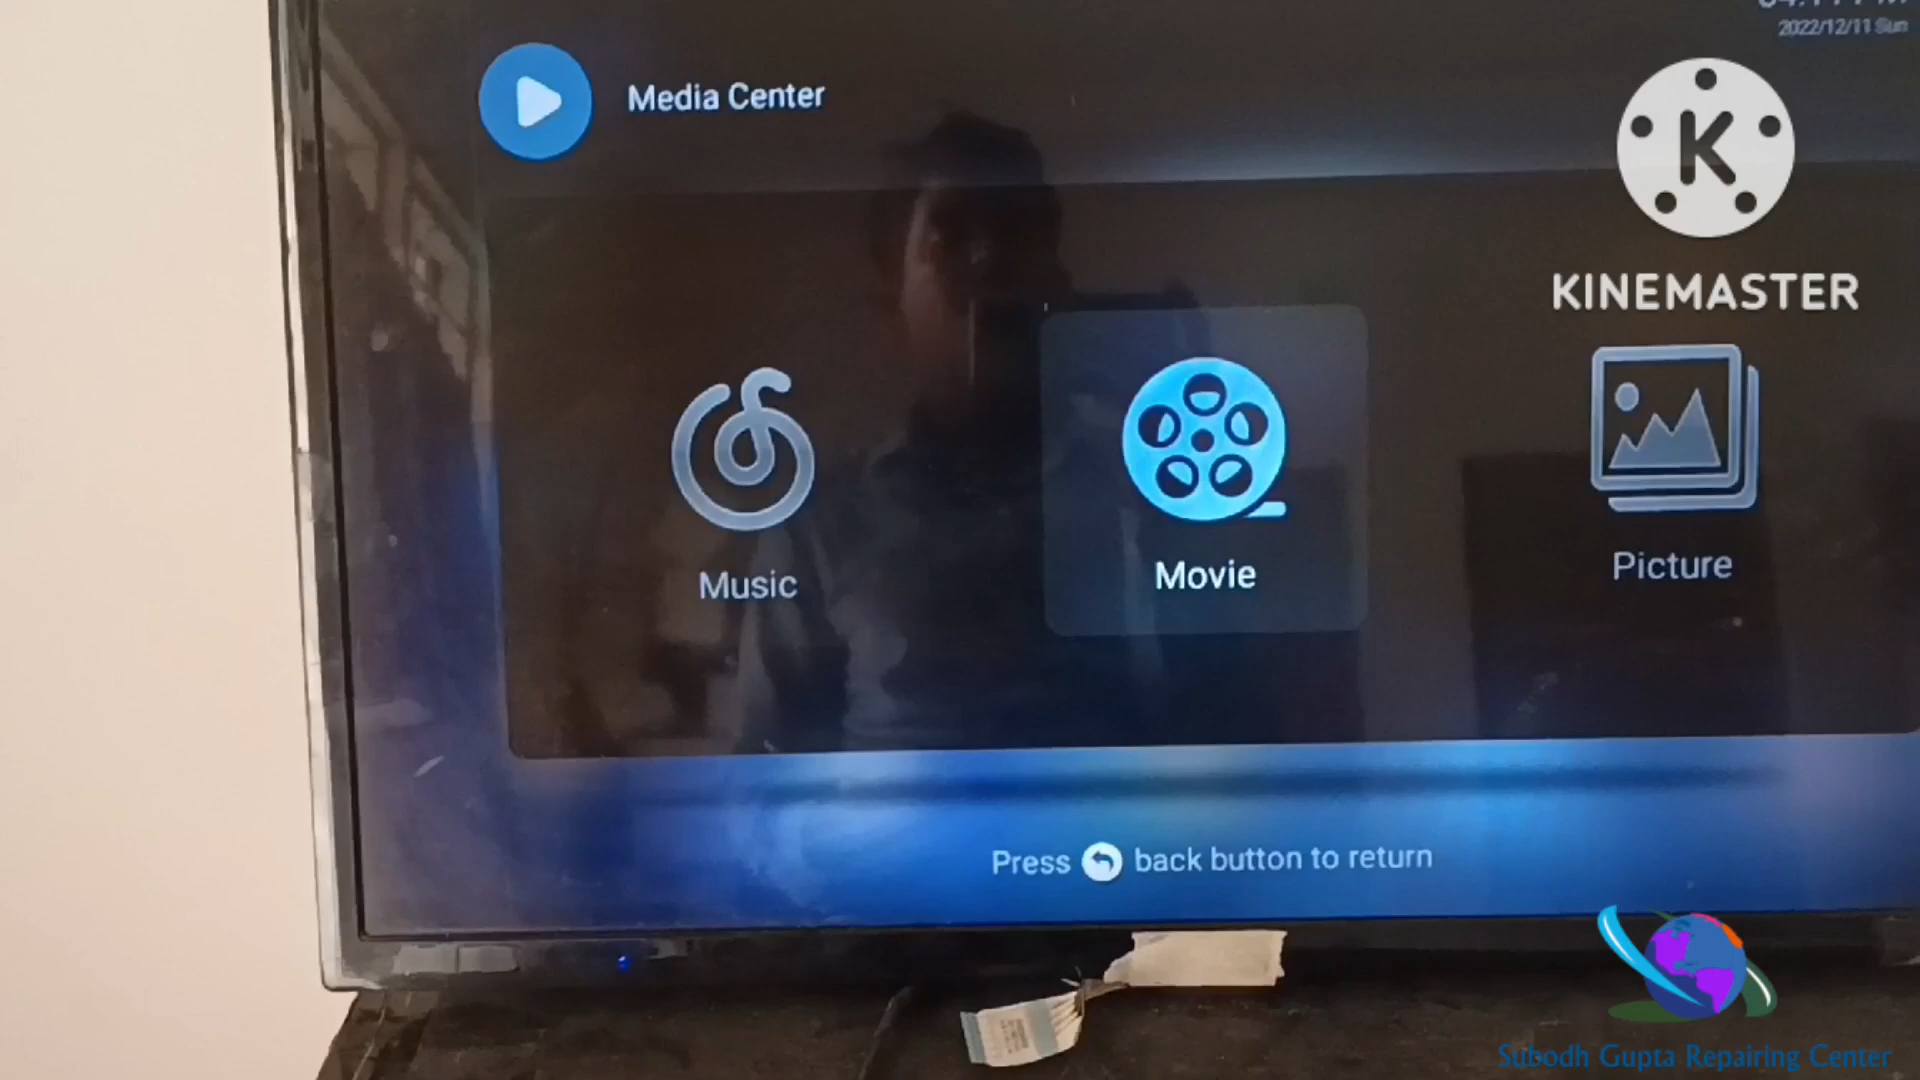 2022/12/11 Sun
Media Center
K
KINEMASTER
Music
Movie
Picture
Press back button to return
Subodh Gupta Repairing Center